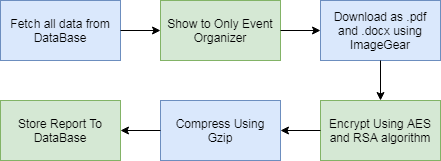 Fetch all data from
DataBase
Show to Only Event
Organizer
Download as .pdf
and .docx using
ImageGear
Encrypt Using AES
and RSA algorithm
Compress Using
Gzip
Store Report To
DataBase